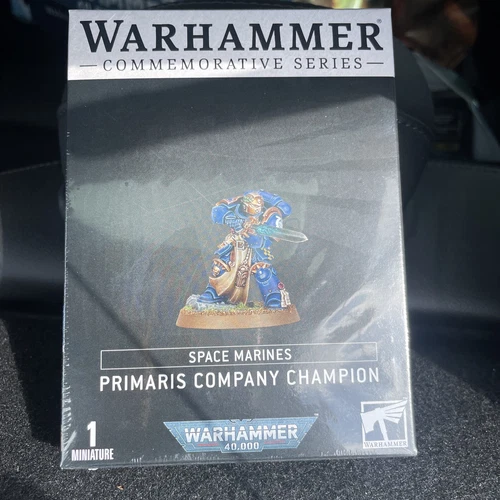 WARHAMMER®
— COMMEMORATIVE SERIES —
SPACE MARINES
PRIMARIS COMPANY CHAMPION
1
MINIATURE
WARHAMMER
40,000
WARHAMMER